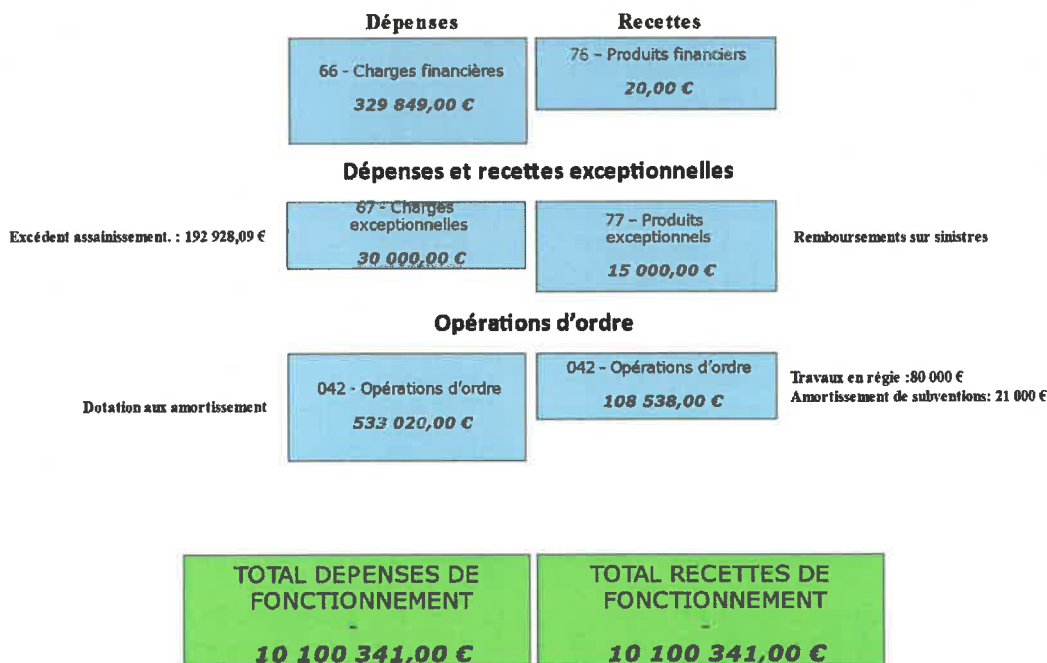 Dépenses
Recettes
66 - Charges financières
329 849,00 €
76 – Produits financiers
20,00 €
Dépenses et recettes exceptionnelles
Excédent assainissement. : 192 928,09 €
67 - Charges
exceptionnelles
30 000,00 €
77 – Produits
exceptionnels
15 000,00 €
Remboursements sur sinistres
Opérations d'ordre
Dotation aux amortissement
042 - Opérations d'ordre
533 020,00 €
042 – Opérations d'ordre
108 538,00 €
Travaux en régie :80 000 €
Amortissement de subventions: 21 000 €
TOTAL DEPENSES DE
FONCTIONNEMENT
-
10 100 341,00 €
TOTAL RECETTES DE
FONCTIONNEMENT
-
10 100 341,00 €